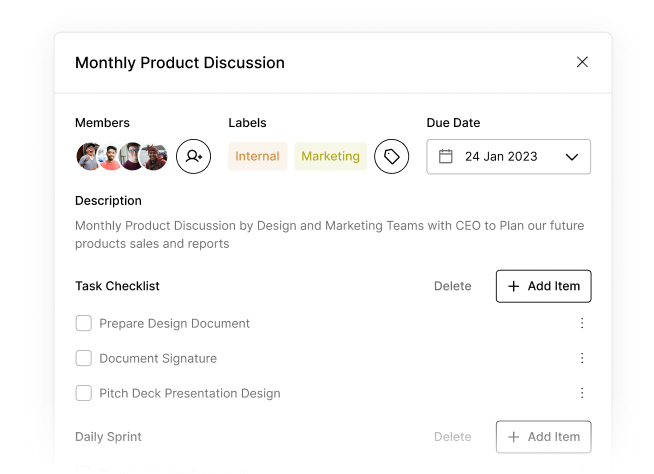 Monthly Product Discussion
Members
Labels
Due Date
Internal
Marketing
24 Jan 2023
Description
Monthly Product Discussion by Design and Marketing Teams with CEO to Plan our future
products sales and reports
Task Checklist
Delete
+ Add Item
Prepare Design Document
Document Signature
Pitch Deck Presentation Design
Daily Sprint
Delete
+ Add Item